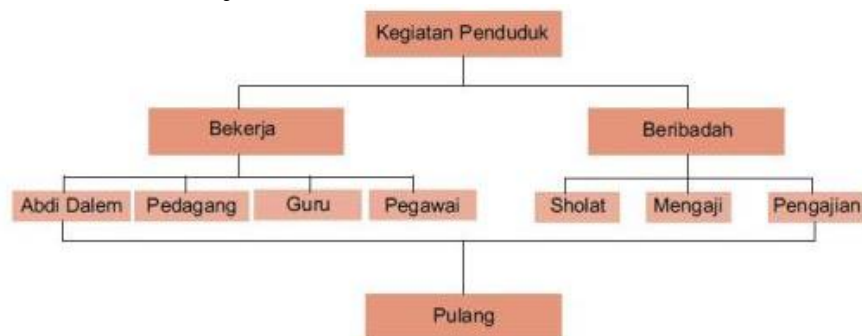 Kegiatan Penduduk
Bekerja
Beribadah
Abdi Dalem
Pedagang
Guru
Pegawai
Sholat
Mengaji
Pengajian
Pulang